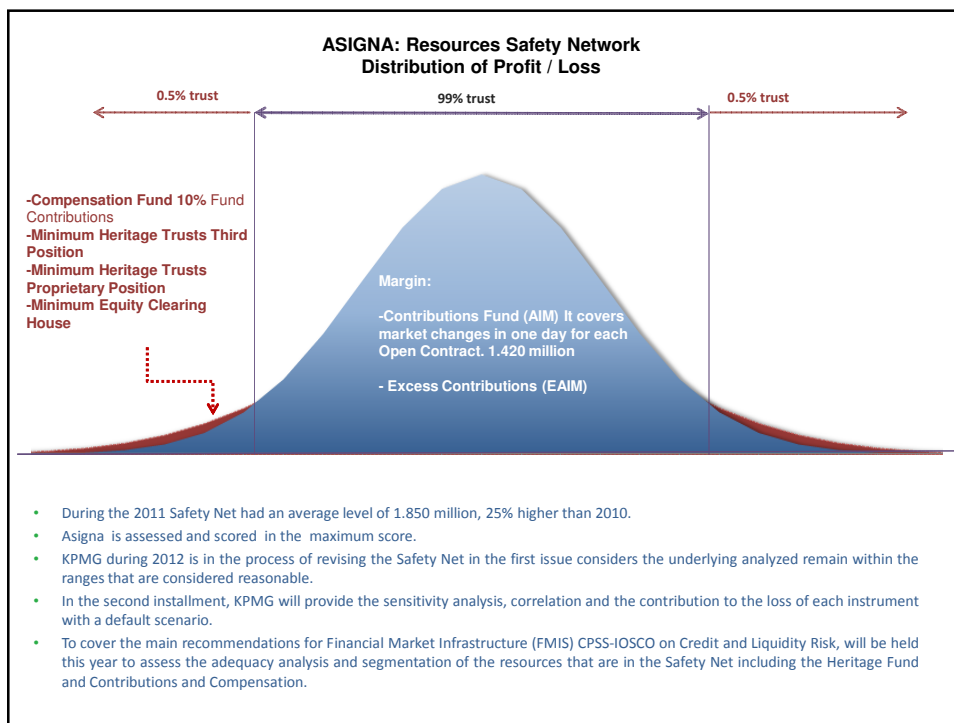 ASIGNA: Resources Safety Network
Distribution of Profit / Loss
0.5% trust
99% trust
0.5% trust
-Compensation Fund 10% Fund
Contributions
-Minimum Heritage Trusts Third
Position
-Minimum Heritage Trusts
Proprietary Position
-Minimum Equity Clearing
House
Margin:
-Contributions Fund (AIM) It covers
market changes in one day for each
Open Contract. 1.420 million
- Excess Contributions (EAIM)
• During the 2011 Safety Net had an average level of 1.850 million, 25% higher than 2010.
• Asigna is assessed and scored in the maximum score.
• KPMG during 2012 is in the process of revising the Safety Net in the first issue considers the underlying analyzed remain within the
ranges that are considered reasonable.
• In the second installment, KPMG will provide the sensitivity analysis, correlation and the contribution to the loss of each instrument
with a default scenario.
• To cover the main recommendations for Financial Market Infrastructure (FMIS) CPSS-IOSCO on Credit and Liquidity Risk, will be held
this year to assess the adequacy analysis and segmentation of the resources that are in the Safety Net including the Heritage Fund
and Contributions and Compensation.